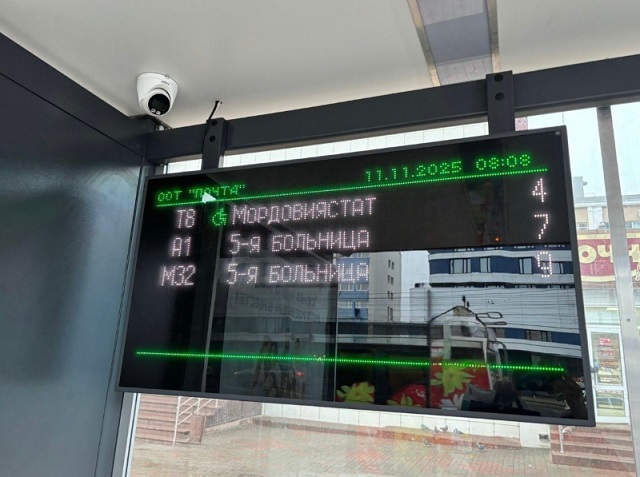 ООТ "ПОЧТА" 11.11.2025 08:08
Т8 МОРДОВИЯСТАТ 4
А1 5-я БОЛЬНИЦА 7
М32 5-я БОЛЬНИЦА 9